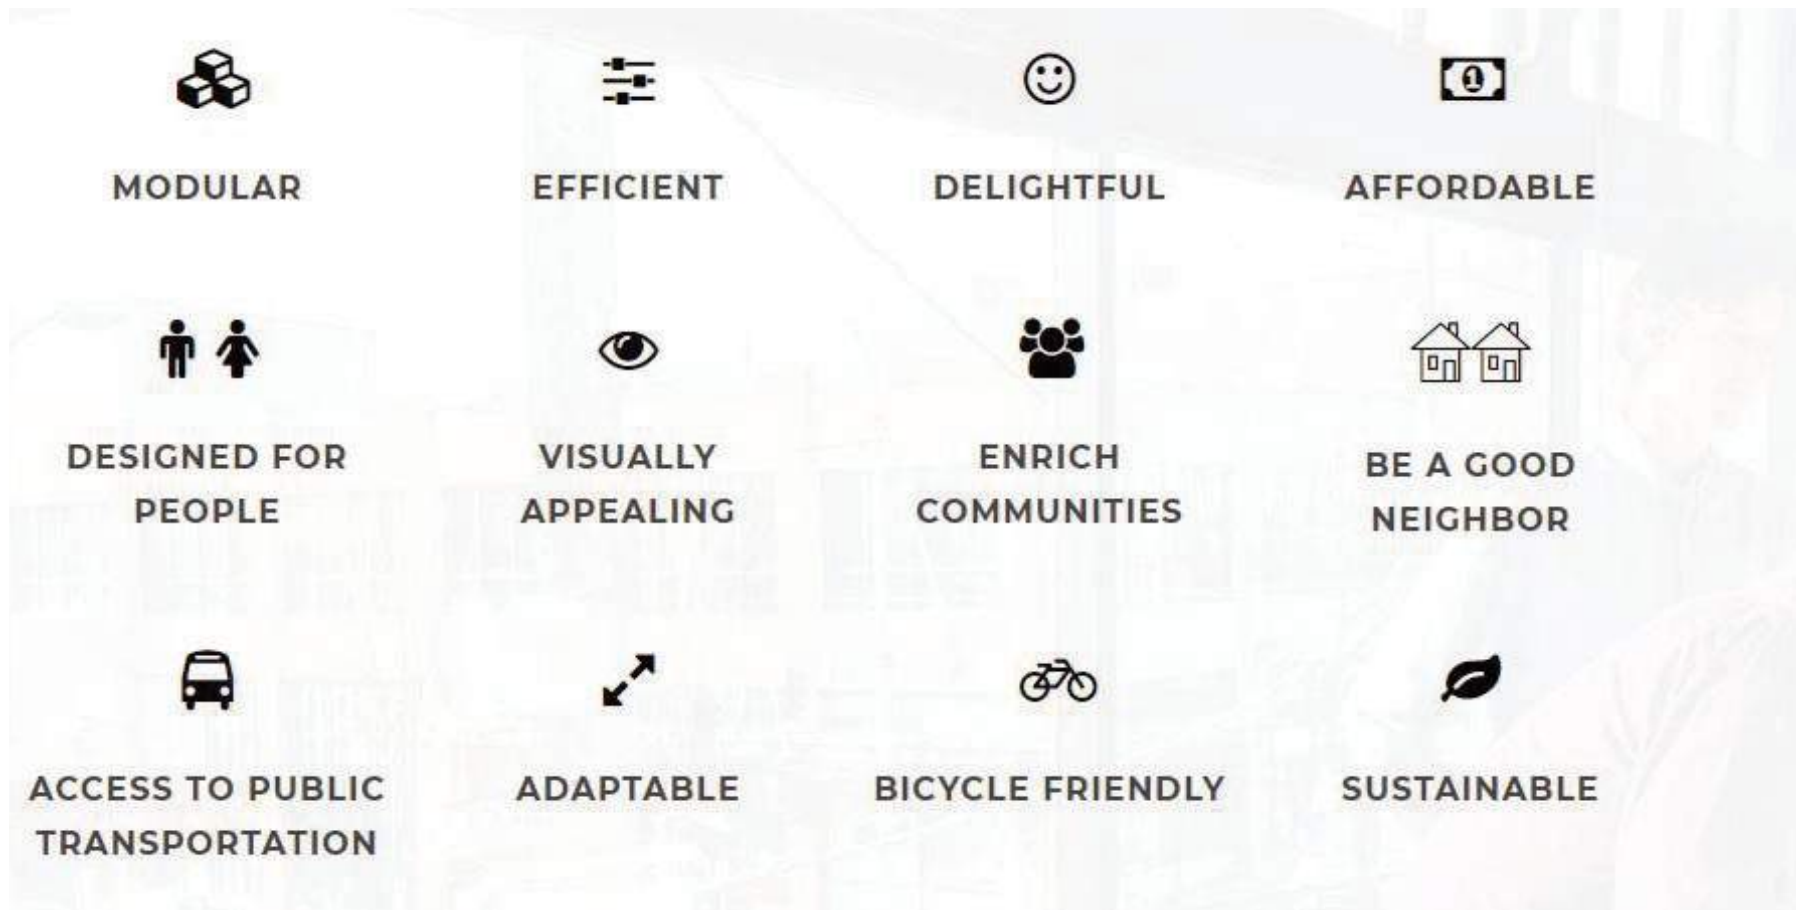 MODULAR
EFFICIENT
DELIGHTFUL
AFFORDABLE
DESIGNED FOR
PEOPLE
VISUALLY
APPEALING
ENRICH
COMMUNITIES
BE A GOOD
NEIGHBOR
ACCESS TO PUBLIC
TRANSPORTATION
ADAPTABLE
BICYCLE FRIENDLY
SUSTAINABLE